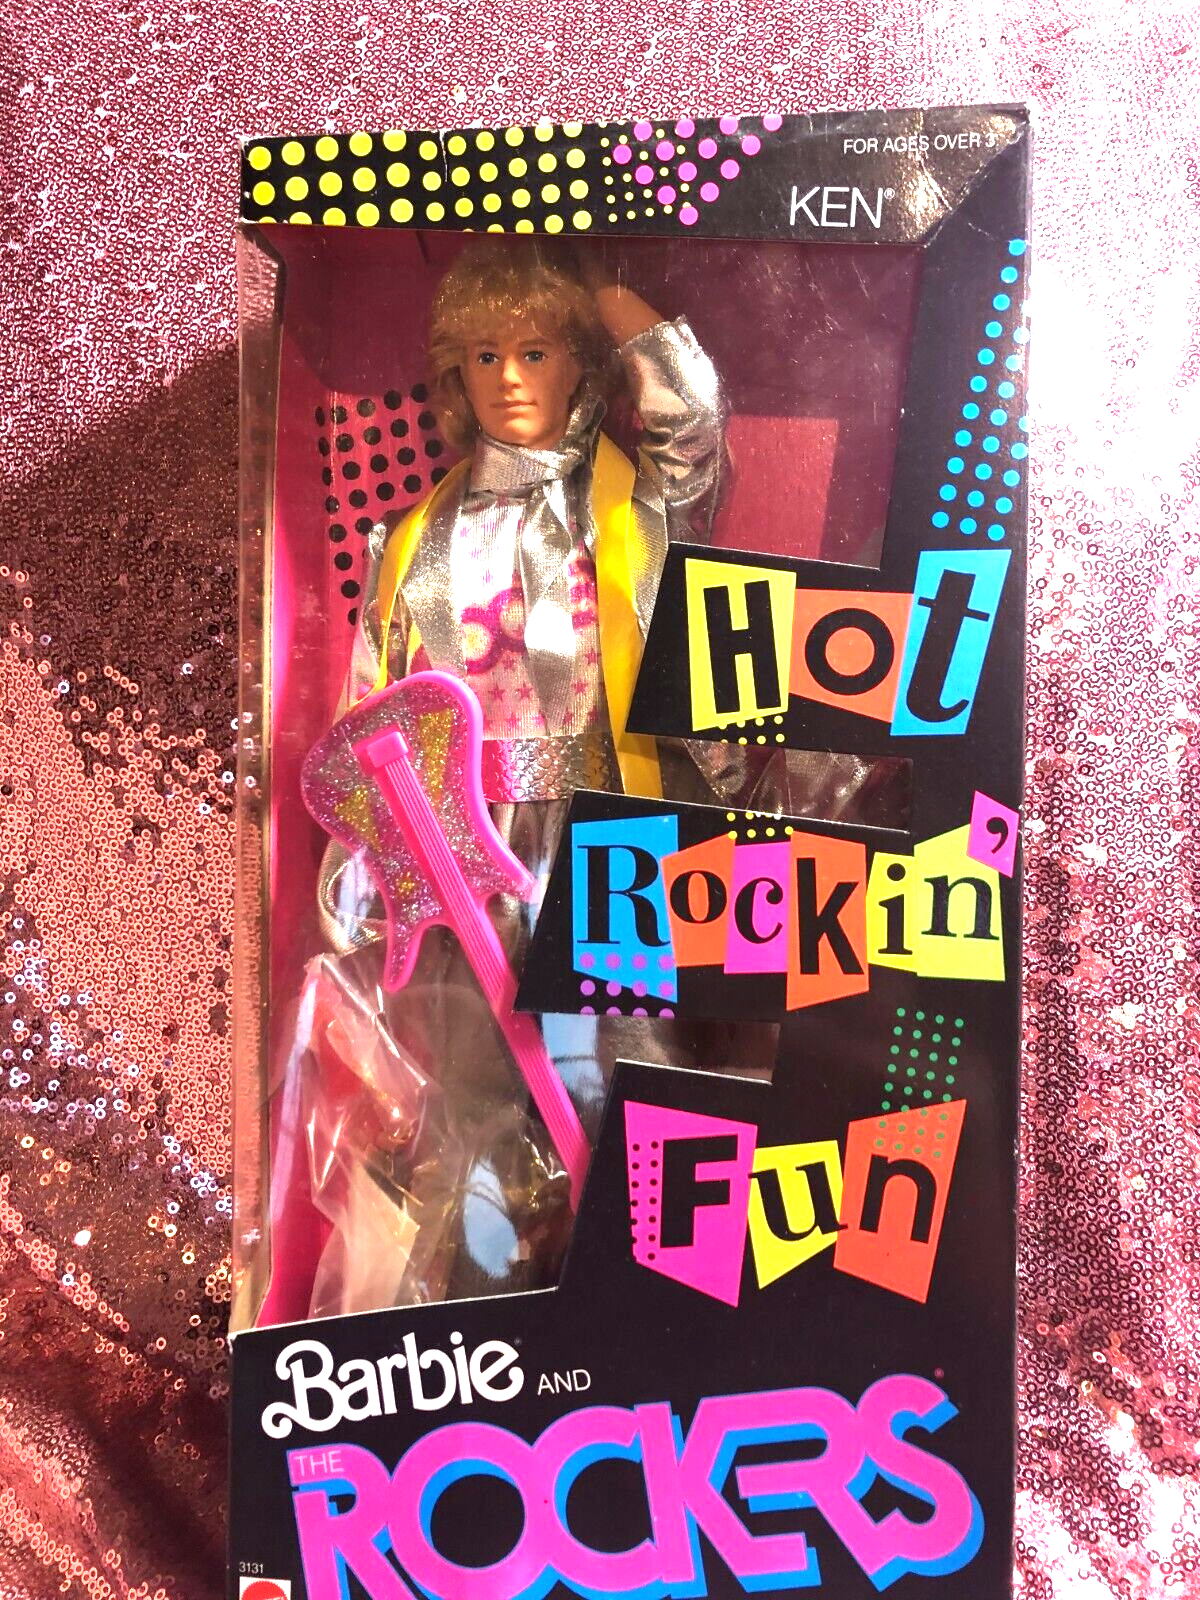 FOR AGES OVER 3
KEN®
Hot
Rockin'
Fun
Barbie AND
THE
ROCKERS
3131